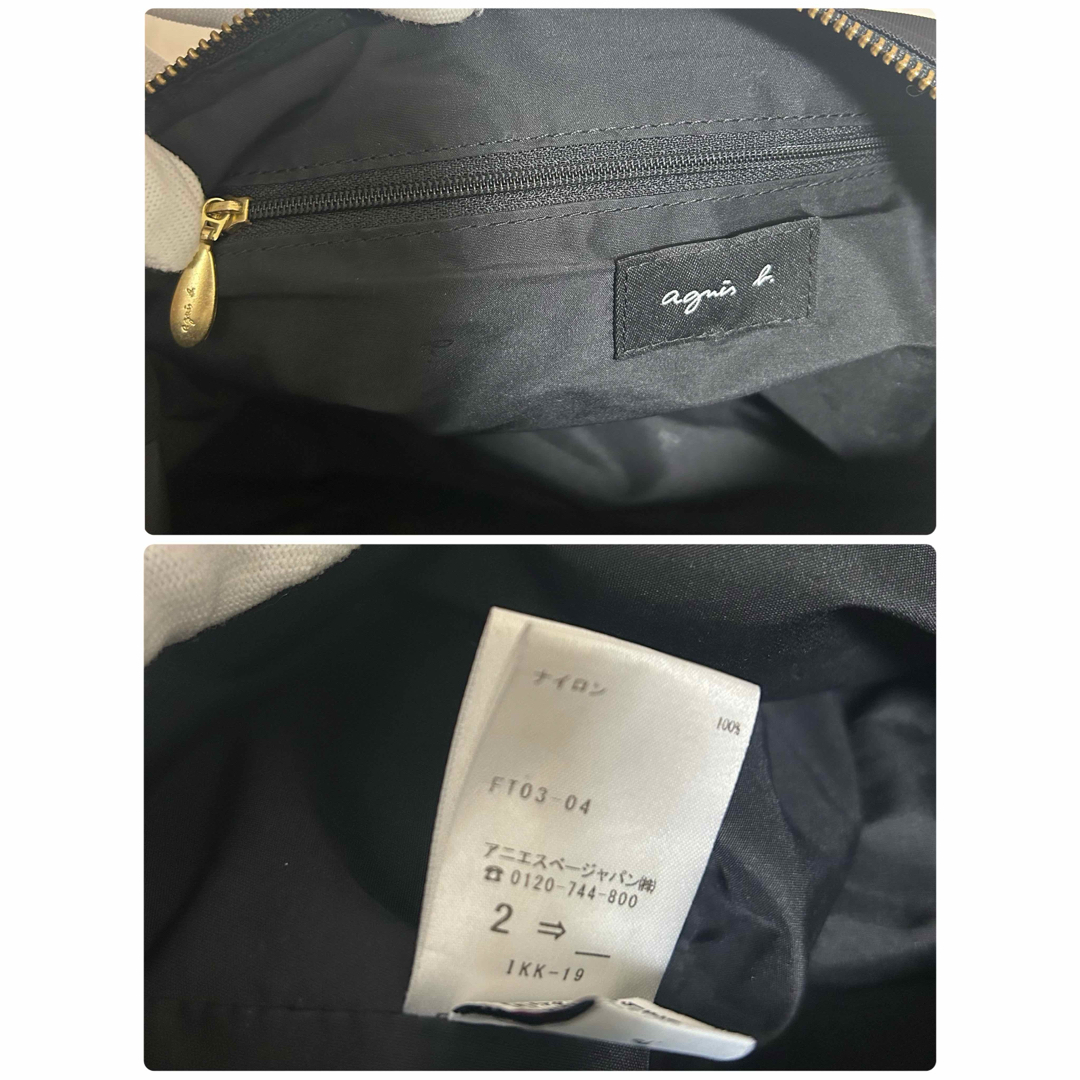 agnès b.
agnès b.
ナイロン
100%
FT03-04
アニエスベージャパン㈱
☎0120-744-800
2 ⇒ __
IKK-19